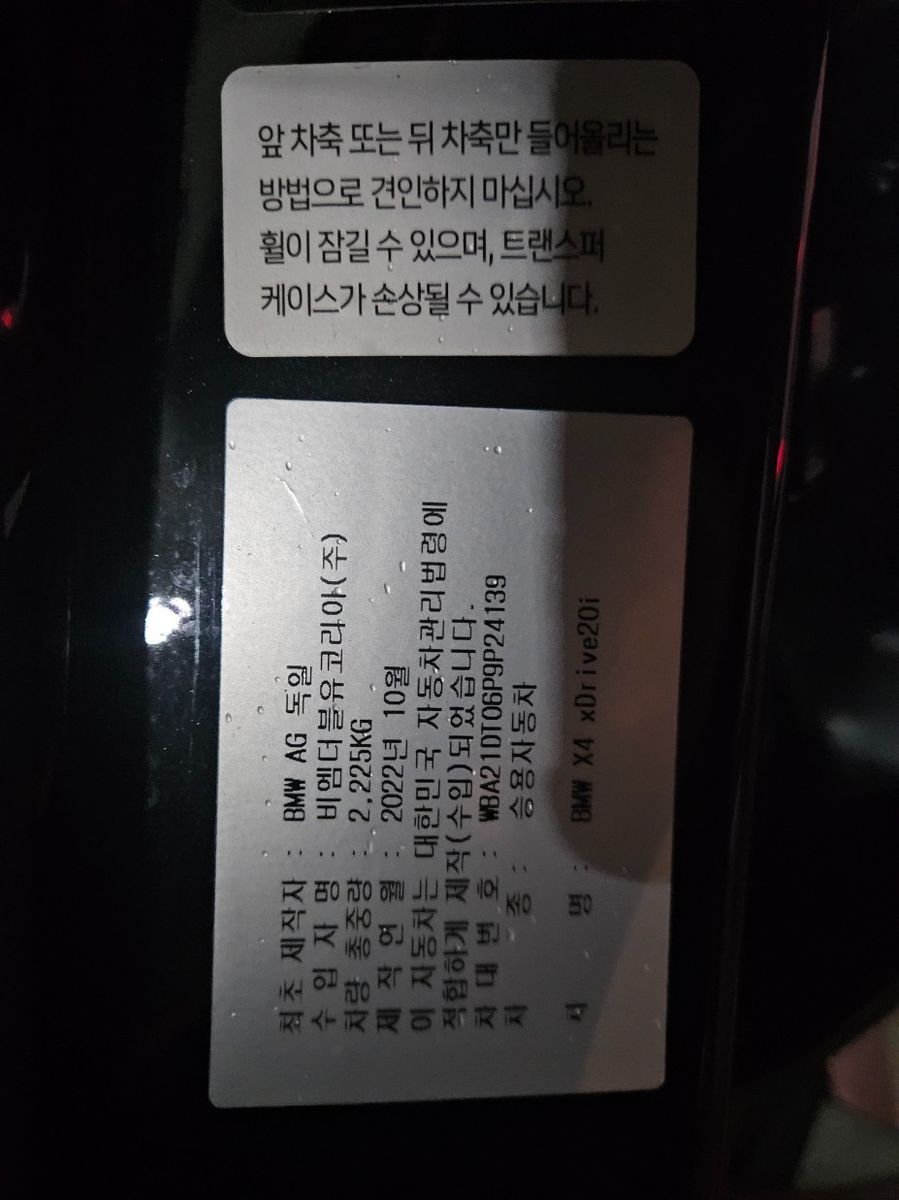 앞 차축 또는 뒤 차축만 들어올리는
방법으로 견인하지 마십시오.
휠이 잠길 수 있으며, 트랜스퍼
케이스가 손상될 수 있습니다.
최초 제작자 : BMW AG 독일
수 입 자 명 : 비엠더블유코리아(주)
차량 총중량 : 2,225KG
제 작 연 월 : 2022년 10월
이 자동차는 대한민국 자동차관리법령에
적합하게 제작(수입)되었습니다.
차 대 번 호 : WBA21DT06P9P24139
차 종 : 승용자동차
차 명 : BMW X4 xDrive20i